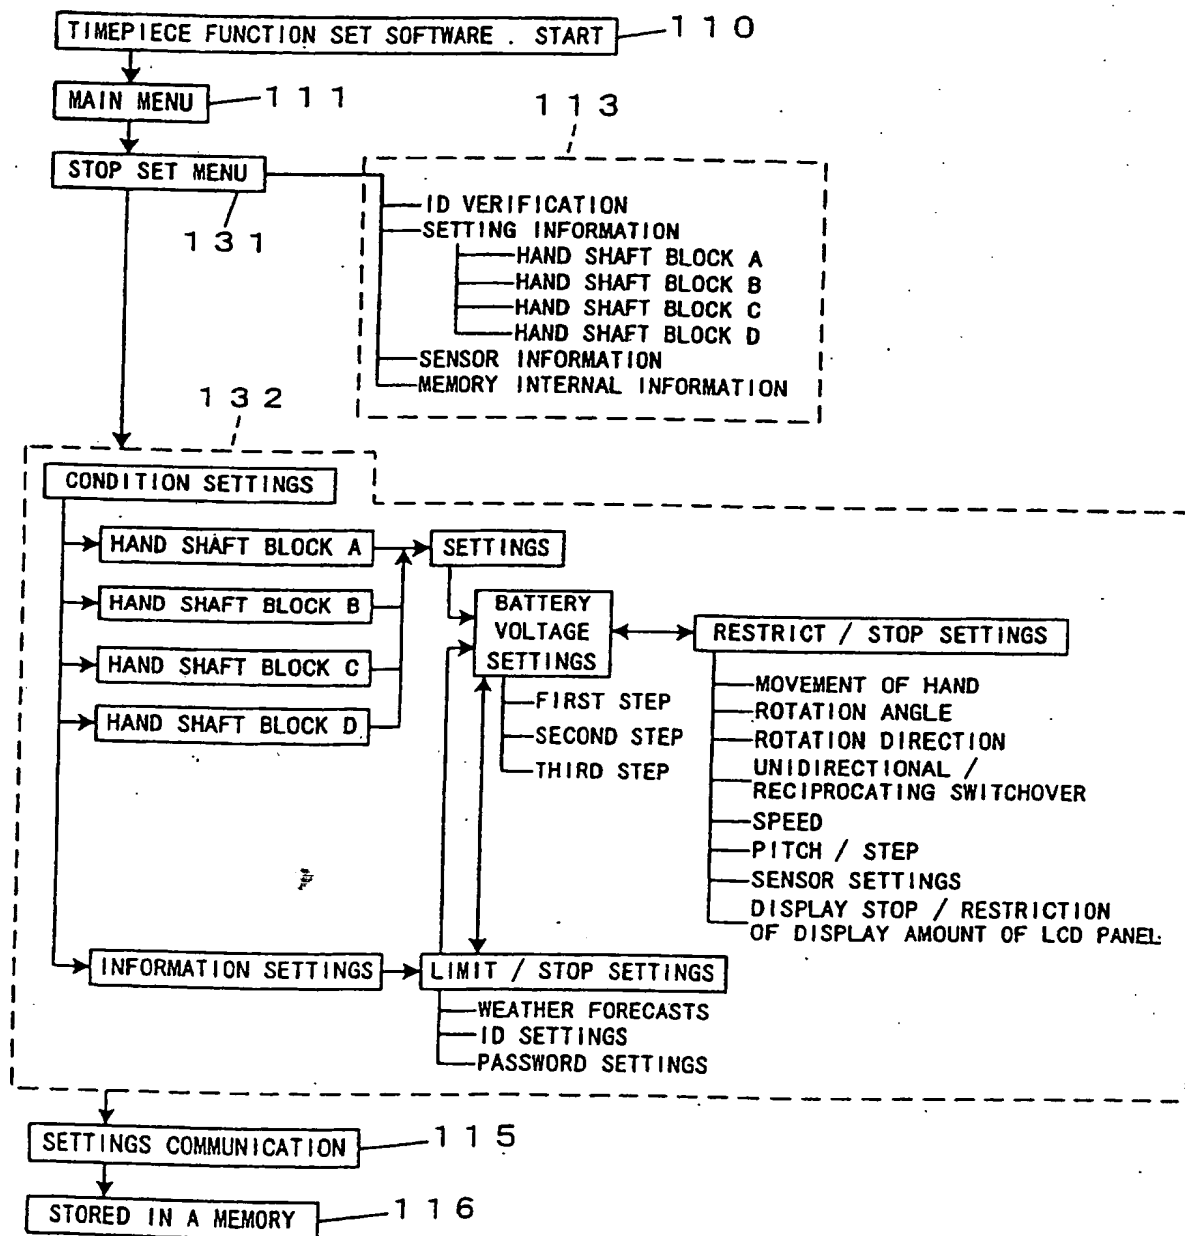 TIMEPIECE FUNCTION SET SOFTWARE . START
110
MAIN MENU
111
113
STOP SET MENU
131
ID VERIFICATION
SETTING INFORMATION
HAND SHAFT BLOCK A
HAND SHAFT BLOCK B
HAND SHAFT BLOCK C
HAND SHAFT BLOCK D
SENSOR INFORMATION
MEMORY INTERNAL INFORMATION
132
CONDITION SETTINGS
HAND SHAFT BLOCK A
HAND SHAFT BLOCK B
HAND SHAFT BLOCK C
HAND SHAFT BLOCK D
SETTINGS
BATTERY
VOLTAGE
SETTINGS
FIRST STEP
SECOND STEP
THIRD STEP
RESTRICT / STOP SETTINGS
MOVEMENT OF HAND
ROTATION ANGLE
ROTATION DIRECTION
UNIDIRECTIONAL /
RECIPROCATING SWITCHOVER
SPEED
PITCH / STEP
SENSOR SETTINGS
DISPLAY STOP / RESTRICTION
OF DISPLAY AMOUNT OF LCD PANEL
INFORMATION SETTINGS
LIMIT / STOP SETTINGS
WEATHER FORECASTS
ID SETTINGS
PASSWORD SETTINGS
SETTINGS COMMUNICATION
115
STORED IN A MEMORY
116